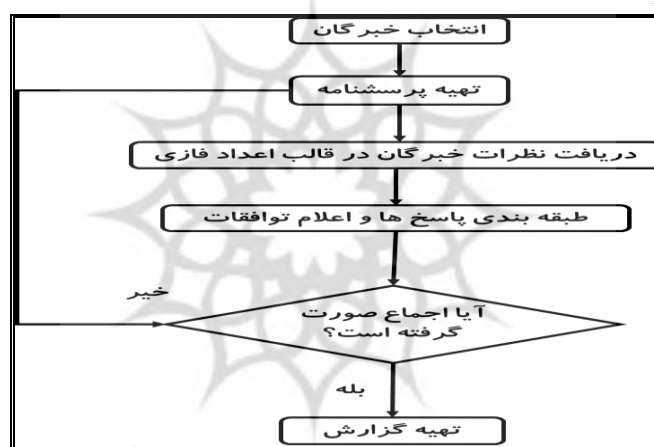 انتخاب خبرگان
تهیه پرسشنامه
دریافت نظرات خبرگان در قالب اعداد فازی
طبقه بندی پاسخ ها و اعلام توافقات
خیر
آیا اجماع صورت
گرفته است؟
بله
تهیه گزارش